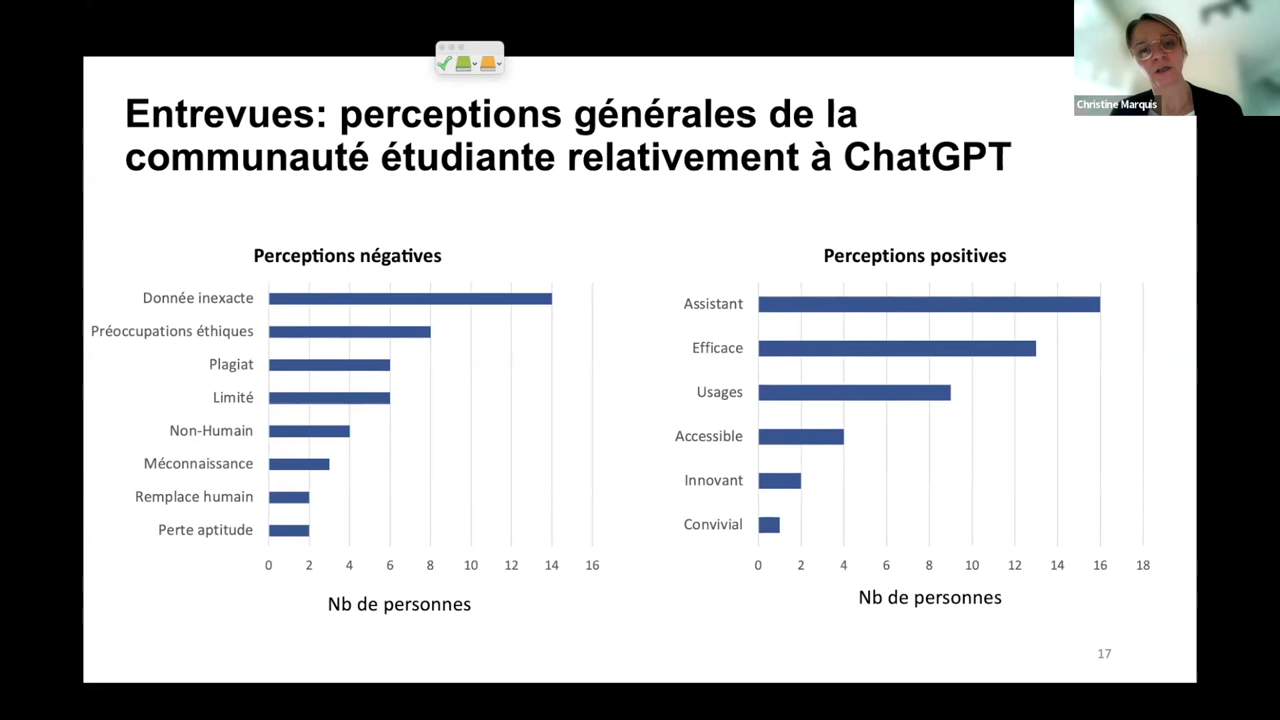 Christine Marquis
Entrevues: perceptions générales de la
communauté étudiante relativement à ChatGPT
Perceptions négatives
Donnée inexacte
Préoccupations éthiques
Plagiat
Limité
Non-Humain
Méconnaissance
Remplace humain
Perte aptitude
0 2 4 6 8 10 12 14 16
Nb de personnes
Perceptions positives
Assistant
Efficace
Usages
Accessible
Innovant
Convivial
0 2 4 6 8 10 12 14 16 18
Nb de personnes
17